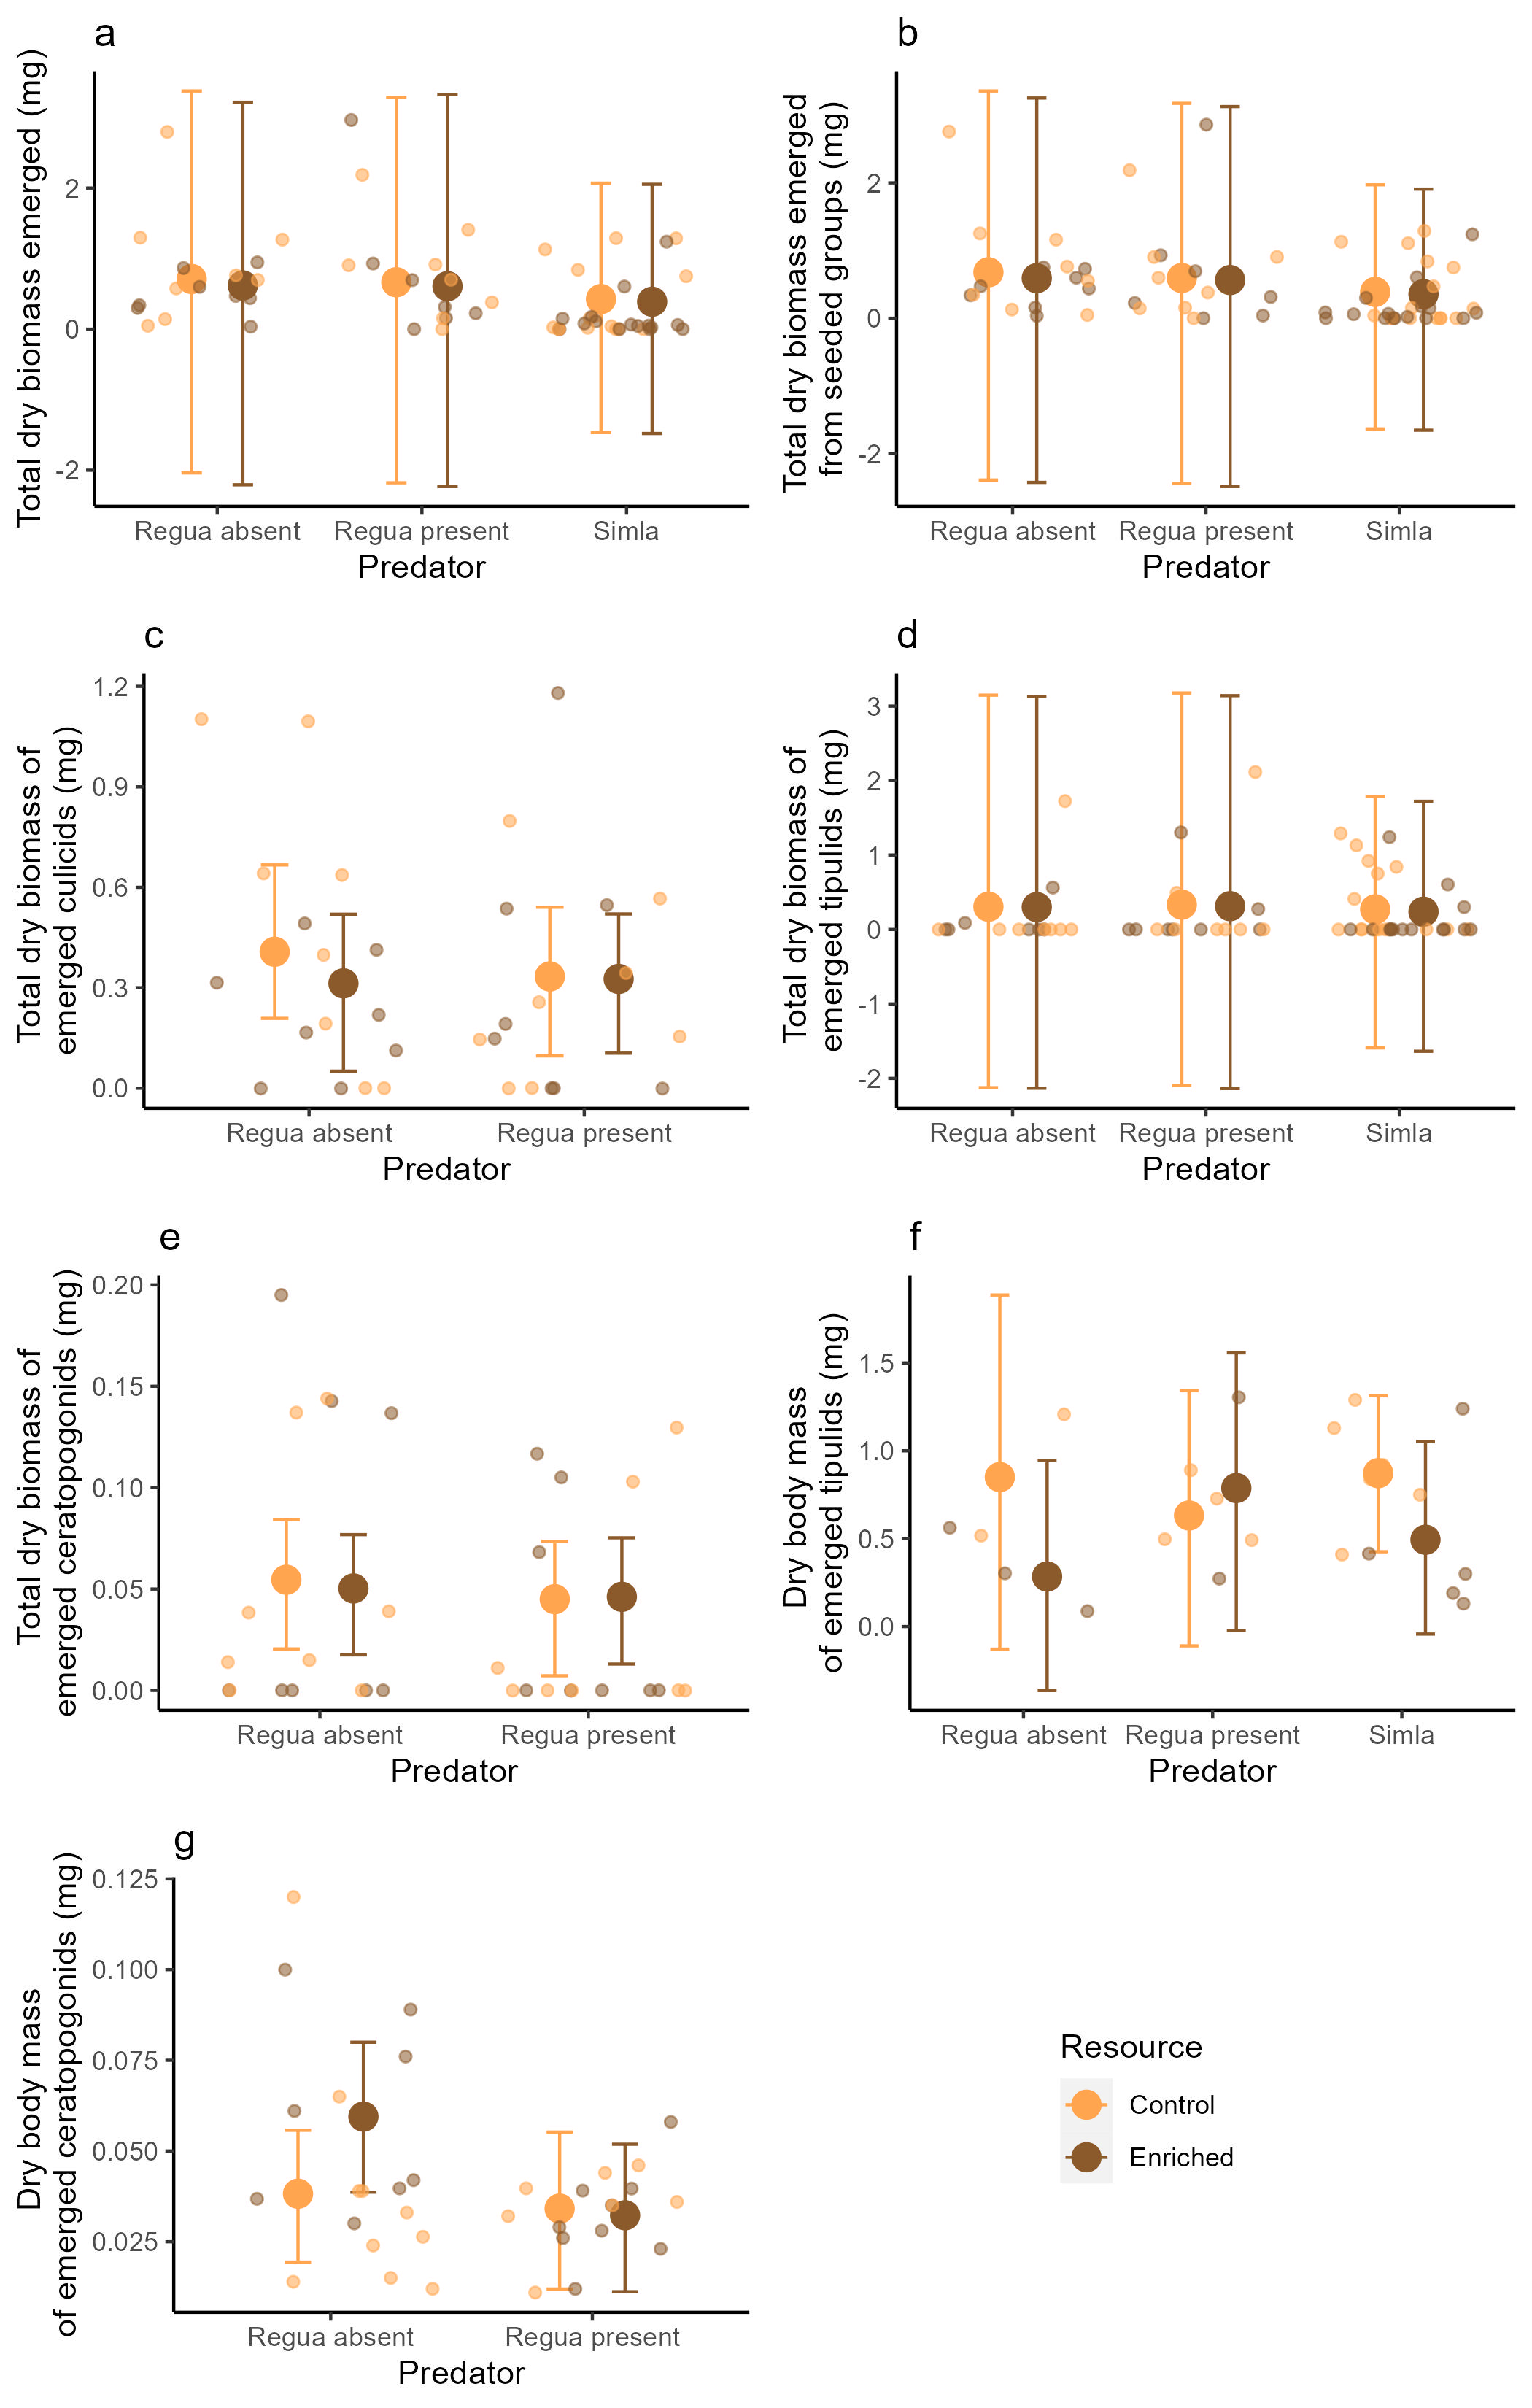 a
Total dry biomass emerged (mg)
2
0
-2
Regua absent
Regua present
Simla
Predator
b
Total dry biomass emerged
from seeded groups (mg)
2
0
-2
Regua absent
Regua present
Simla
Predator
c
Total dry biomass of
emerged culicids (mg)
1.2
0.9
0.6
0.3
0.0
Regua absent
Regua present
Predator
d
Total dry biomass of
emerged tipulids (mg)
3
2
1
0
-1
-2
Regua absent
Regua present
Simla
Predator
e
Total dry biomass of
emerged ceratopogonids (mg)
0.20
0.15
0.10
0.05
0.00
Regua absent
Regua present
Predator
f
Dry body mass
of emerged tipulids (mg)
1.5
1.0
0.5
0.0
Regua absent
Regua present
Simla
Predator
g
Dry body mass
of emerged ceratopogonids (mg)
0.125
0.100
0.075
0.050
0.025
Regua absent
Regua present
Predator
Resource
Control
Enriched